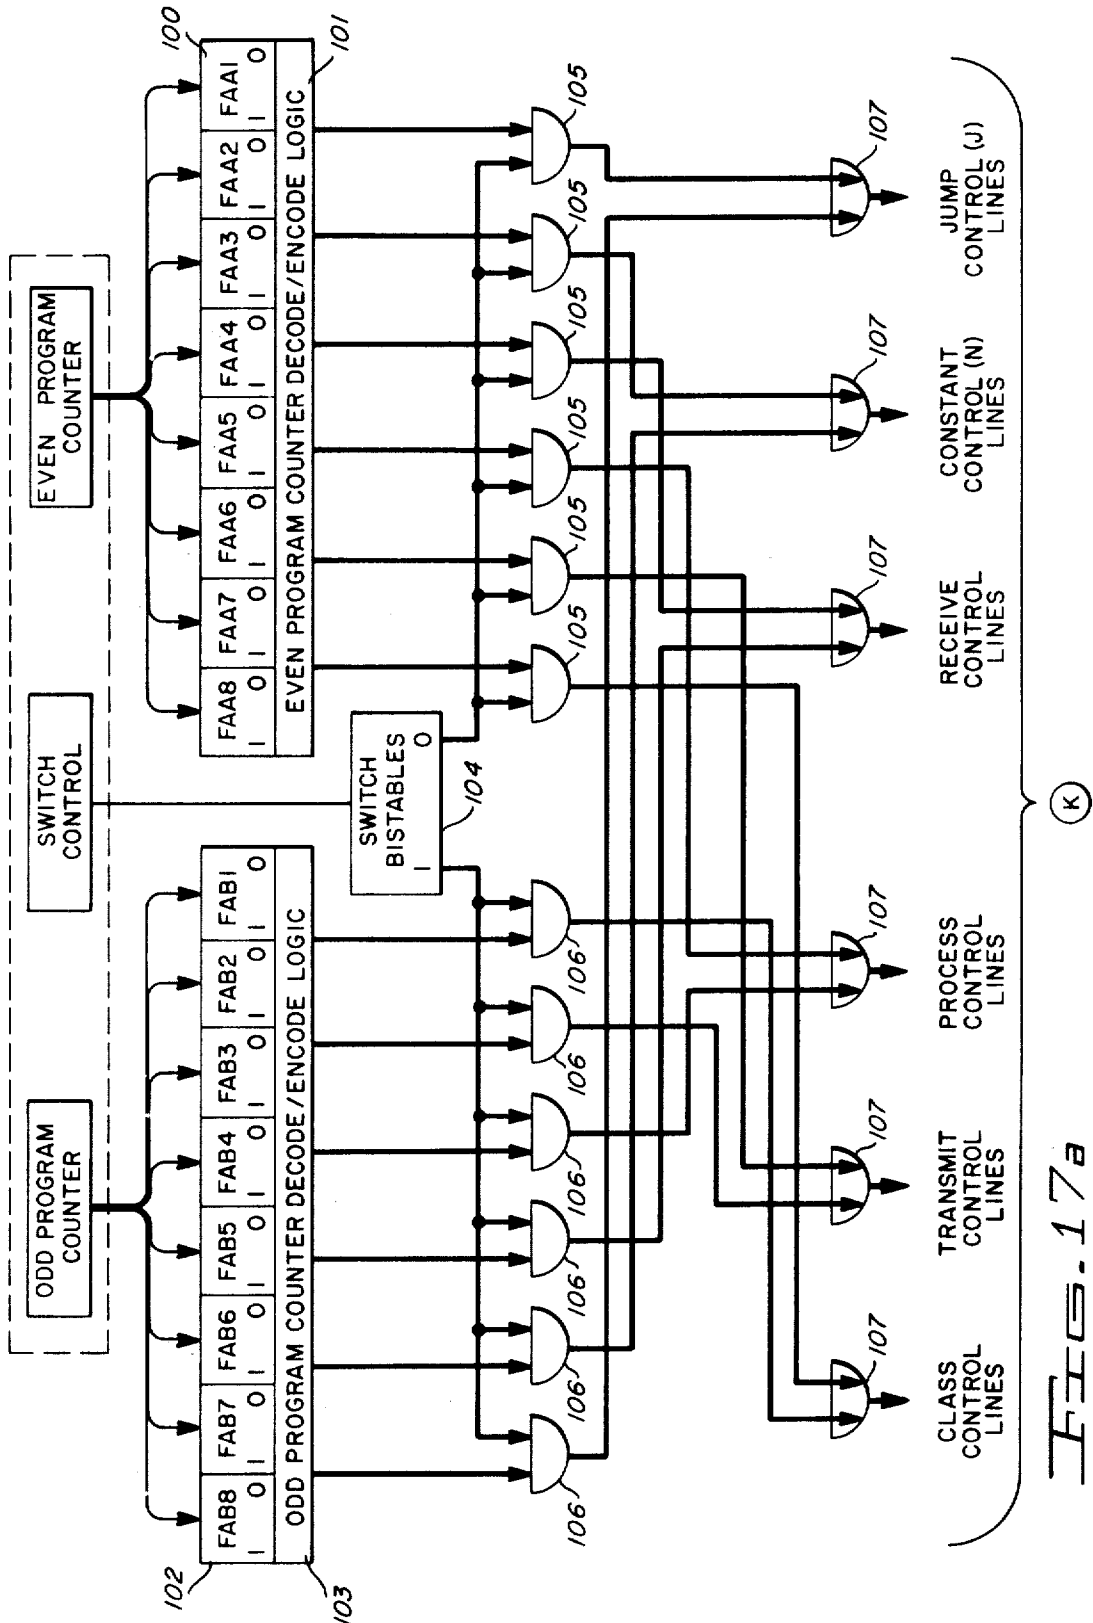 ODD PROGRAM
COUNTER
SWITCH
CONTROL
EVEN PROGRAM
COUNTER
102
FAB8 FAB7 FAB6 FAB5 FAB4 FAB3 FAB2 FAB1
1 0 1 0 1 0 1 0 1 0 1 0 1 0 1 0
ODD PROGRAM COUNTER DECODE/ENCODE LOGIC
103
FAA8 FAA7 FAA6 FAA5 FAA4 FAA3 FAA2 FAA1
100
1 0 1 0 1 0 1 0 1 0 1 0 1 0 1 0
EVEN PROGRAM COUNTER DECODE/ENCODE LOGIC
101
SWITCH
BISTABLES
1 0
104
106 106 106 106 106 106
105 105 105 105 105 105
107 107 107 107 107 107
CLASS
CONTROL
LINES
TRANSMIT
CONTROL
LINES
PROCESS
CONTROL
LINES
RECEIVE
CONTROL
LINES
CONSTANT
CONTROL (N)
LINES
JUMP
CONTROL (J)
LINES
K
FIG. 17a